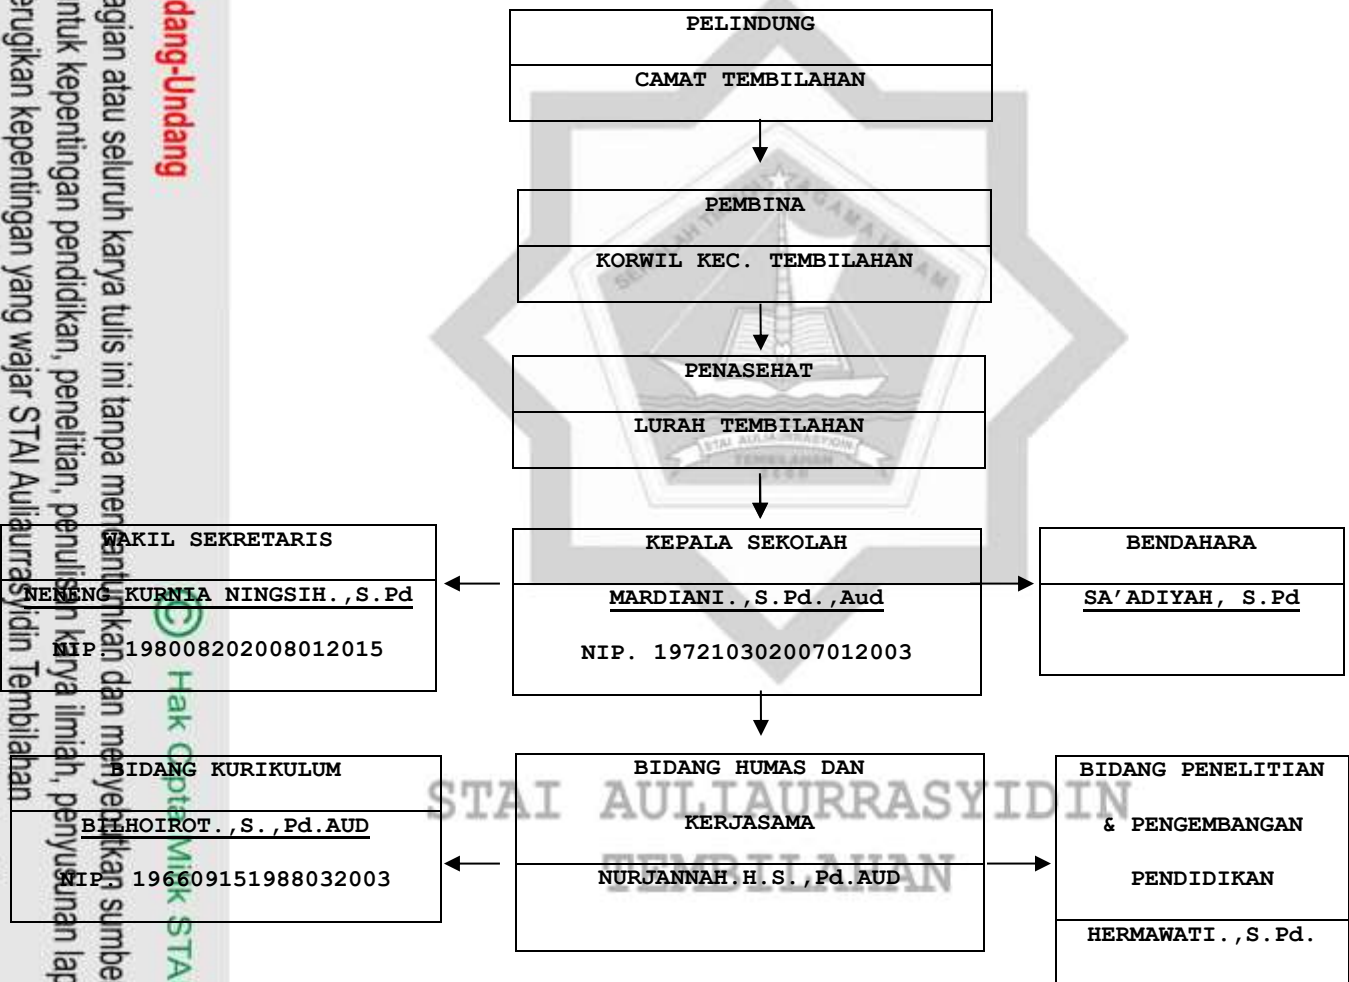 PELINDUNG
CAMAT TEMBILAHAN
PEMBINA
KORWIL KEC. TEMBILAHAN
PENASEHAT
LURAH TEMBILAHAN
WAKIL SEKRETARIS
NENENG KURNIA NINGSIH.,S.Pd
NIP. 198008202008012015
KEPALA SEKOLAH
MARDIANI.,S.Pd.,Aud
NIP. 197210302007012003
BENDAHARA
SA’ADIYAH, S.Pd
BIDANG KURIKULUM
BILHOIROT.,S.,Pd.AUD
NIP. 196609151988032003
BIDANG HUMAS DAN
KERJASAMA
NURJANNAH.H.S.,Pd.AUD
BIDANG PENELITIAN
& PENGEMBANGAN
PENDIDIKAN
HERMAWATI.,S.Pd.
STAI AULIAURRASYIDIN
TEMBILAHAN
STAI AULIAURRASYIDIN
TEMBILAHAN
dang-Undang
agian atau seluruh karya tulis ini tanpa mencantumkan dan menyebutkan sumbe
ntuk kepentingan pendidikan, penelitian, penulisan karya ilmiah, penyusunan lap
erugikan kepentingan yang wajar STAI Auliaurrasyidin Tembilahan
© Hak Cipta Milik STA